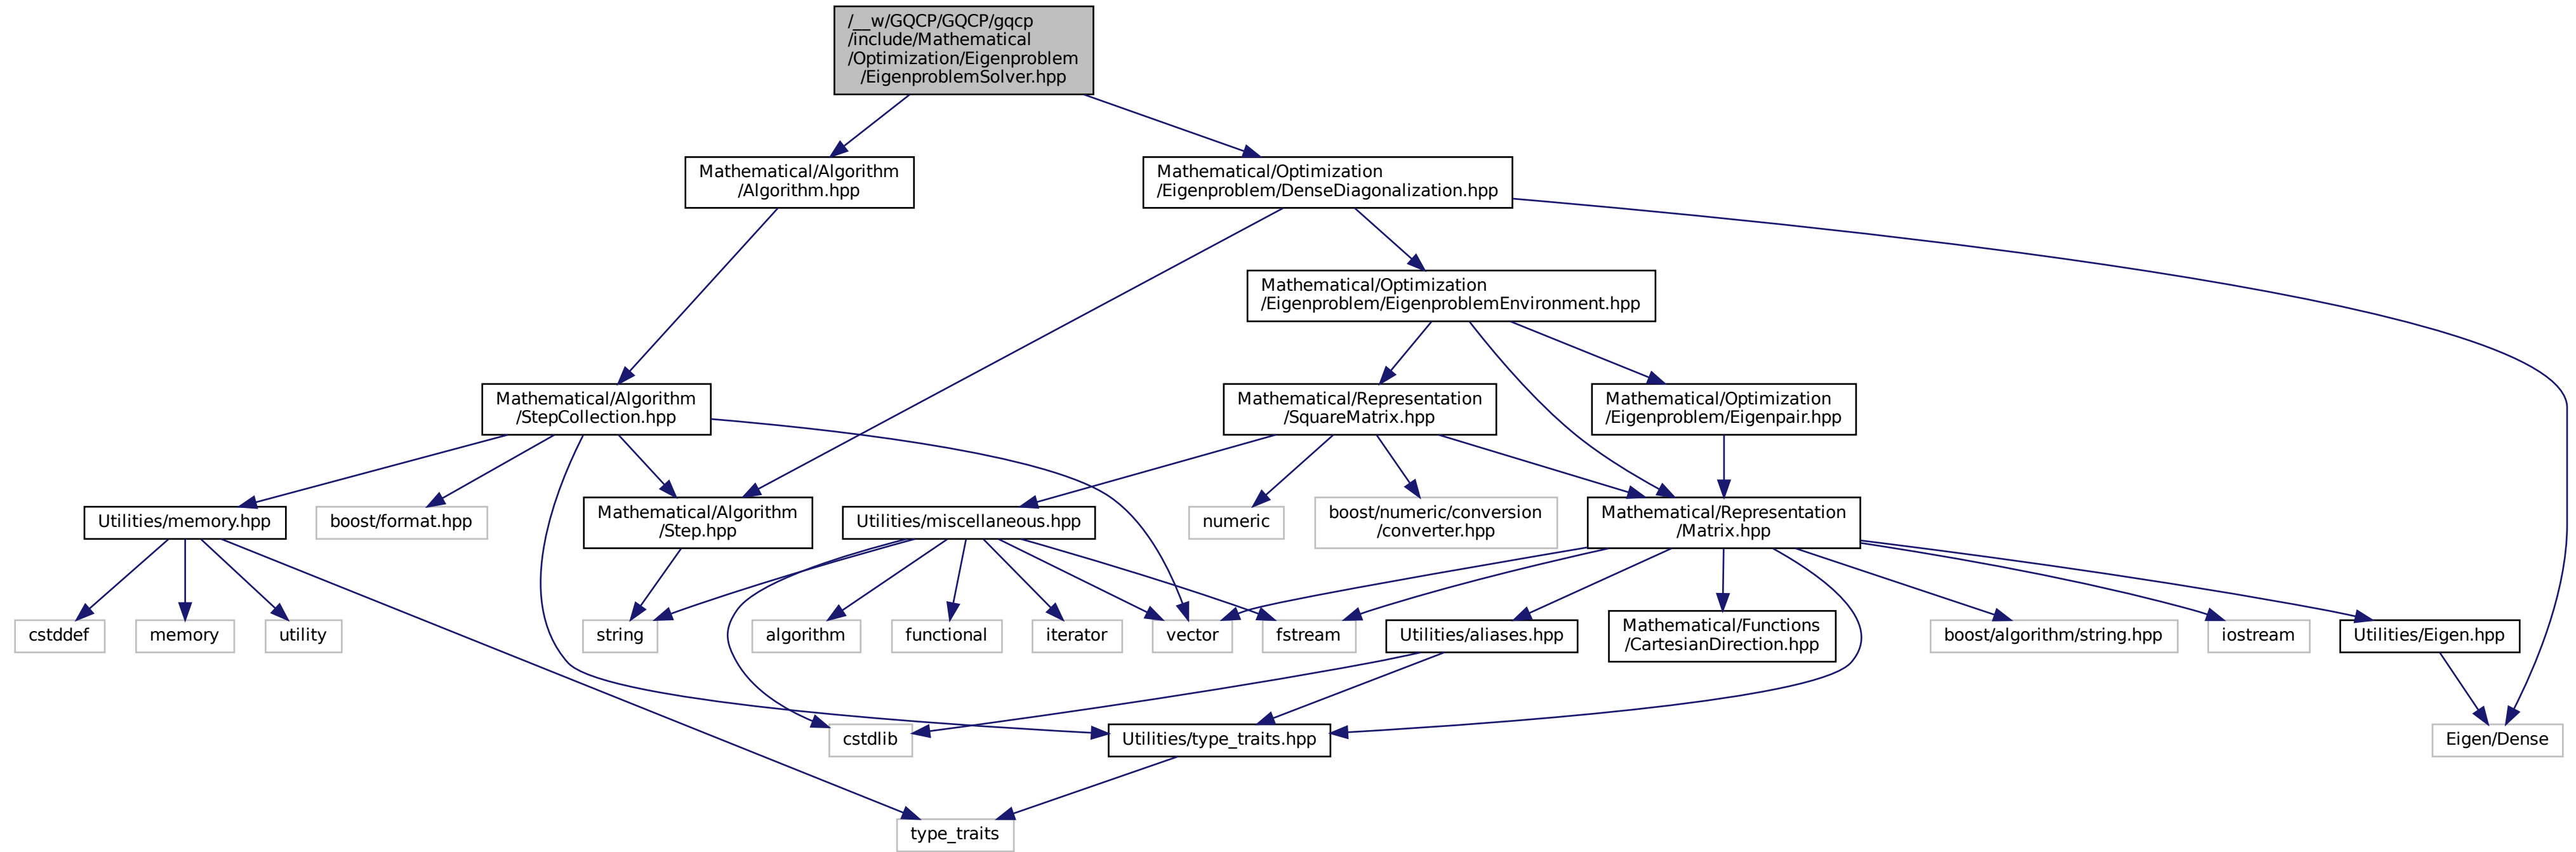 /__w/GQCP/GQCP/gqcp
/include/Mathematical
/Optimization/Eigenproblem
/EigenproblemSolver.hpp
Mathematical/Algorithm
/Algorithm.hpp
Mathematical/Optimization
/Eigenproblem/DenseDiagonalization.hpp
Mathematical/Optimization
/Eigenproblem/EigenproblemEnvironment.hpp
Mathematical/Algorithm
/StepCollection.hpp
Mathematical/Representation
/SquareMatrix.hpp
Mathematical/Optimization
/Eigenproblem/Eigenpair.hpp
Utilities/memory.hpp
boost/format.hpp
Mathematical/Algorithm
/Step.hpp
Utilities/miscellaneous.hpp
numeric
boost/numeric/conversion
/converter.hpp
Mathematical/Representation
/Matrix.hpp
cstddef
memory
utility
string
algorithm
functional
iterator
vector
fstream
Utilities/aliases.hpp
Mathematical/Functions
/CartesianDirection.hpp
boost/algorithm/string.hpp
iostream
Utilities/Eigen.hpp
cstdlib
Utilities/type_traits.hpp
Eigen/Dense
type_traits